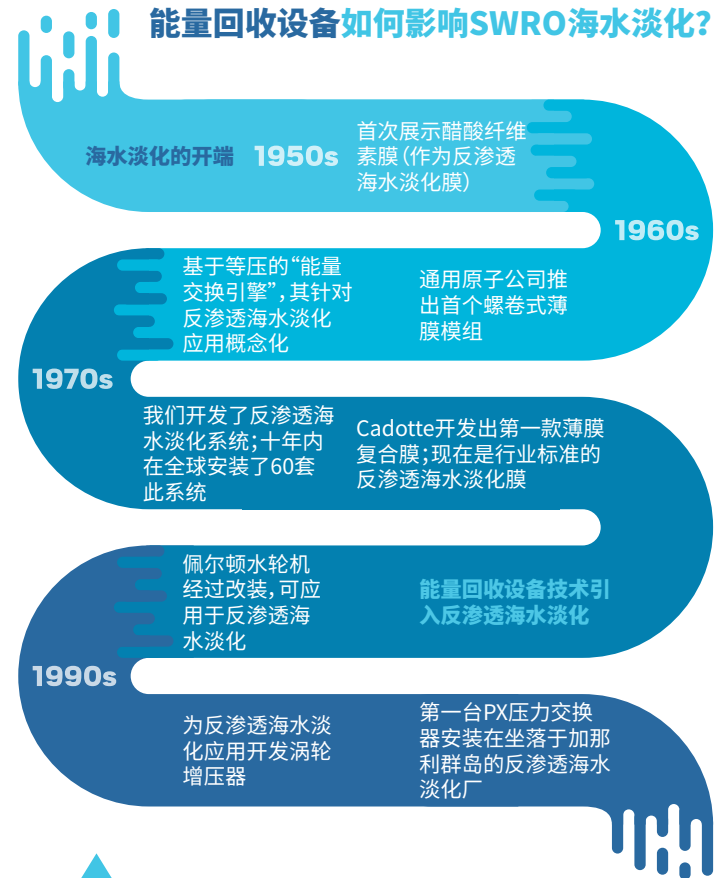 能量回收设备如何影响SWRO海水淡化?
海水淡化的开端
1950s
首次展示醋酸纤维
素膜(作为反渗透
海水淡化膜)
1960s
通用原子公司推
出首个螺卷式薄
膜模组
基于等压的“能量
交换引擎”,其针对
反渗透海水淡化
应用概念化
1970s
我们开发了反渗透海
水淡化系统;十年内
在全球安装了60套
此系统
Cadotte开发出第一款薄膜
复合膜;现在是行业标准的
反渗透海水淡化膜
能量回收设备技术引
入反渗透海水淡化
佩尔顿水轮机
经过改装,可应
用于反渗透海
水淡化
1990s
为反渗透海水淡
化应用开发涡轮
增压器
第一台PX压力交换
器安装在坐落于加那
利群岛的反渗透海水
淡化厂